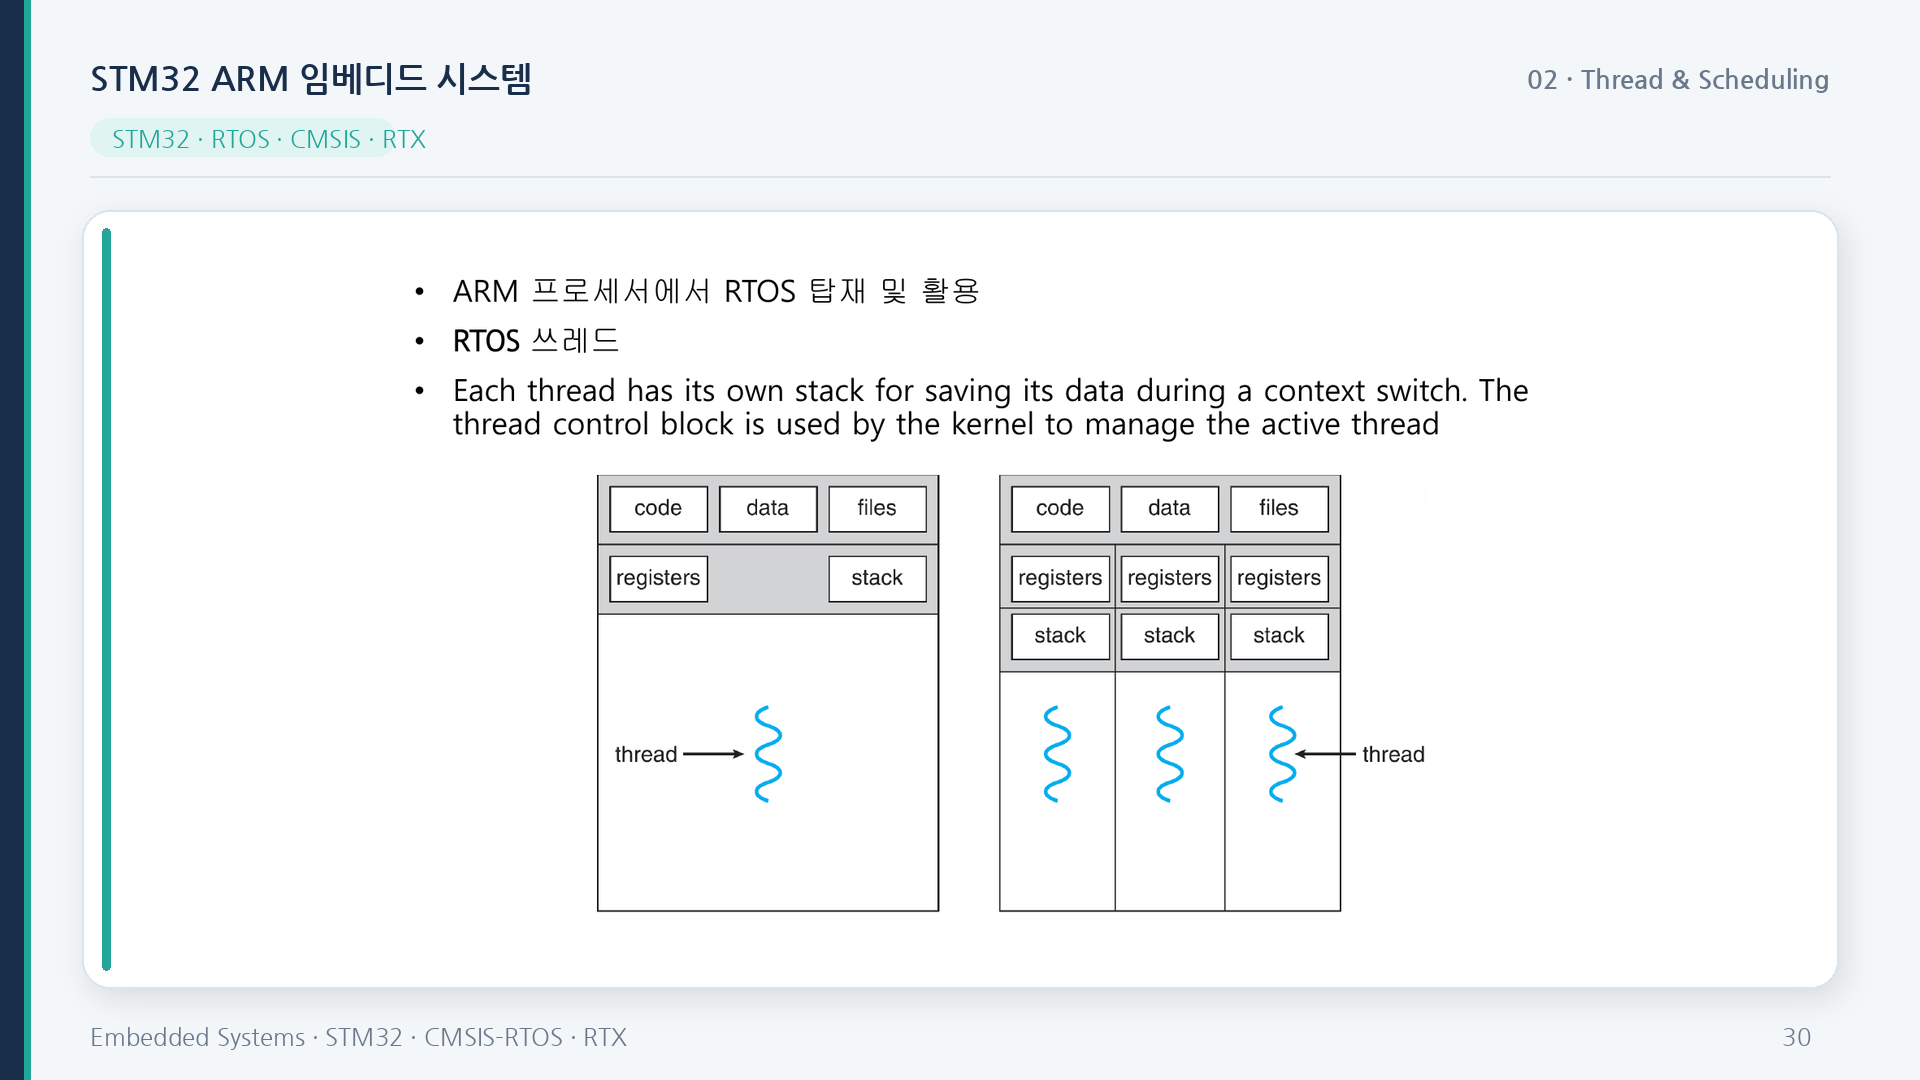 STM32 ARM 임베디드 시스템
02 · Thread & Scheduling
STM32 · RTOS · CMSIS · RTX
• ARM 프로세서에서 RTOS 탑재 및 활용
• RTOS 쓰레드
• Each thread has its own stack for saving its data during a context switch. The
thread control block is used by the kernel to manage the active thread
code data files
registers stack
thread
code data files
registers registers registers
stack stack stack
thread
Embedded Systems · STM32 · CMSIS-RTOS · RTX
30